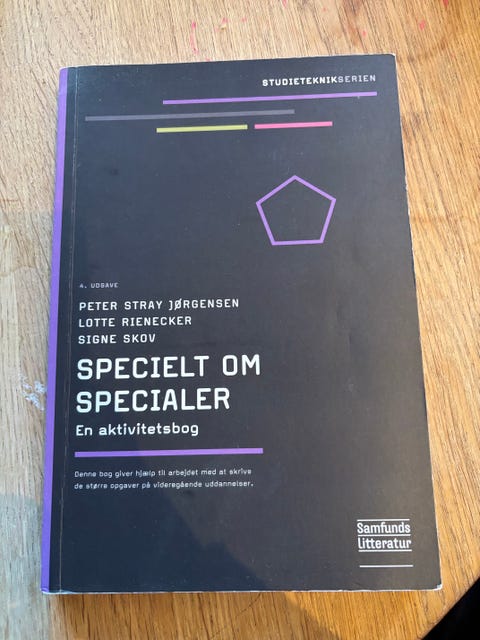 STUDIETEKNIKSERIEN
4. UDGAVE
PETER STRAY JØRGENSEN
LOTTE RIENECKER
SIGNE SKOV
SPECIELT OM
SPECIALER
En aktivitetsbog
Denne bog giver hjælp til arbejdet med at skrive
de større opgaver på videregående uddannelser.
Samfunds
litteratur